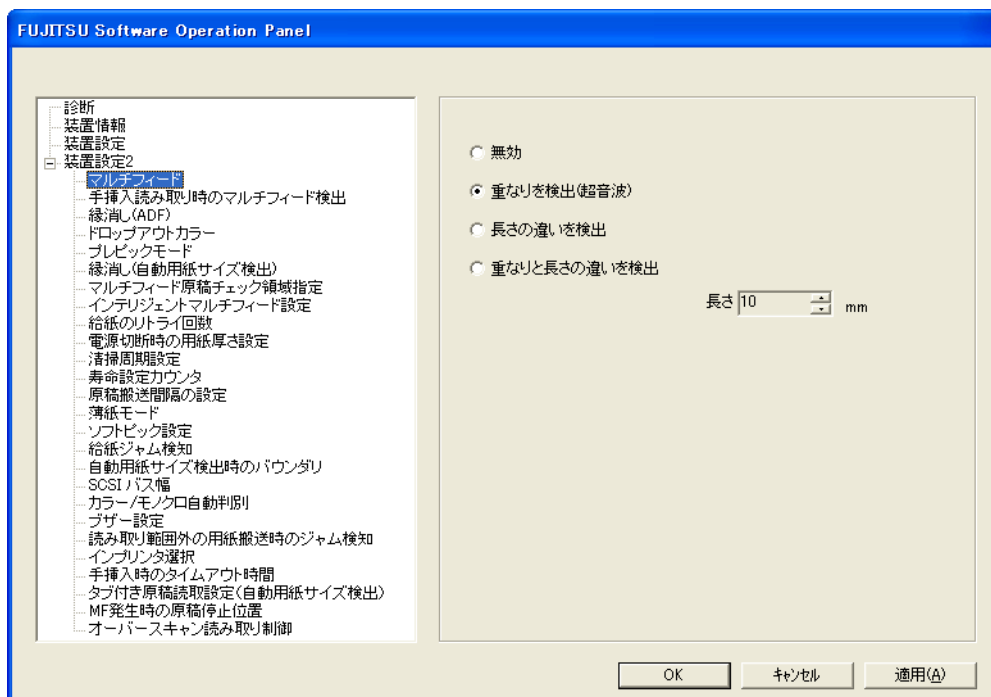 FUJITSU Software Operation Panel
診断
装置情報
装置設定
装置設定2
マルチフィード
手挿入読み取り時のマルチフィード検出
縁消し(ADF)
ドロップアウトカラー
プレピックモード
縁消し(自動用紙サイズ検出)
マルチフィード原稿チェック領域指定
インテリジェントマルチフィード設定
給紙のリトライ回数
電源切断時の用紙厚さ設定
清掃周期設定
寿命設定カウンタ
原稿搬送間隔の設定
薄紙モード
ソフトピック設定
給紙ジャム検知
自動用紙サイズ検出時のバウンダリ
SCSI バス幅
カラー/モノクロ自動判別
ブザー設定
読み取り範囲外の用紙搬送時のジャム検知
インプリンタ選択
手挿入時のタイムアウト時間
タブ付き原稿読取設定(自動用紙サイズ検出)
MF発生時の原稿停止位置
オーバースキャン読み取り制御
無効
重なりを検出(超音波)
長さの違いを検出
重なりと長さの違いを検出
長さ 10 mm
OK キャンセル 適用(A)